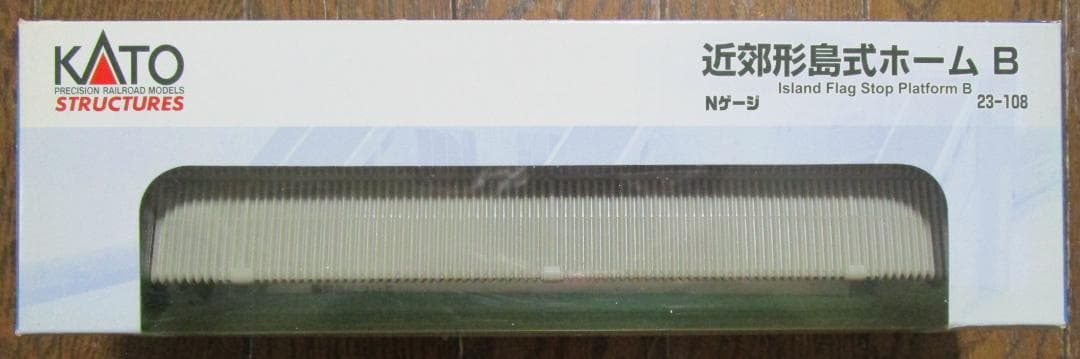 KATO
PRECISION RAILROAD MODELS
STRUCTURES
近郊形島式ホーム B
Island Flag Stop Platform B
Nゲージ 23-108